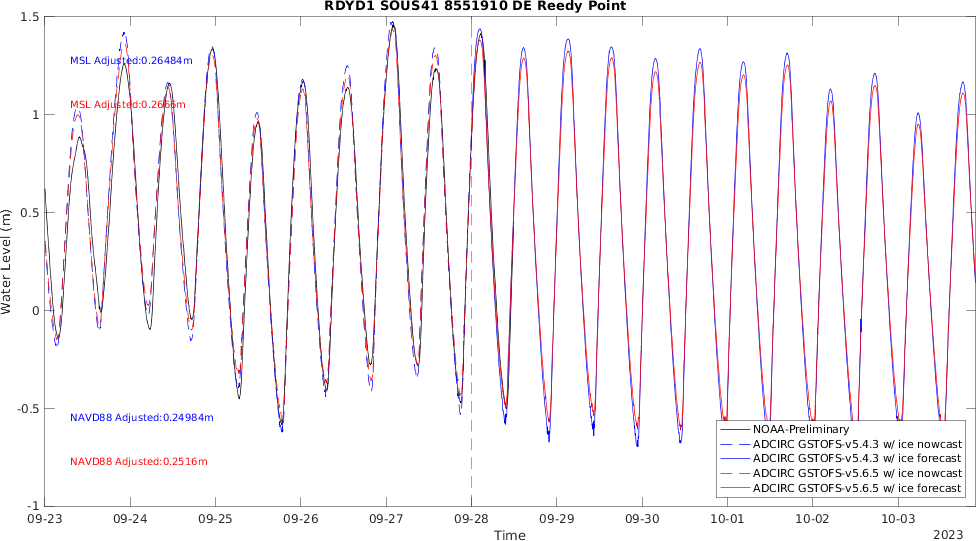 RDYD1 SOUS41 8551910 DE Reedy Point
1.5
MSL Adjusted:0.26484m
MSL Adjusted:0.2666m
1
0.5
Water Level (m)
0
-0.5
NAVD88 Adjusted:0.24984m
NAVD88 Adjusted:0.2516m
NOAA-Preliminary
ADCIRC GSTOFS-v5.4.3 w/ ice nowcast
ADCIRC GSTOFS-v5.4.3 w/ ice forecast
ADCIRC GSTOFS-v5.6.5 w/ ice nowcast
ADCIRC GSTOFS-v5.6.5 w/ ice forecast
-1
09-23 09-24 09-25 09-26 09-27 09-28 09-29 09-30 10-01 10-02 10-03
Time
2023